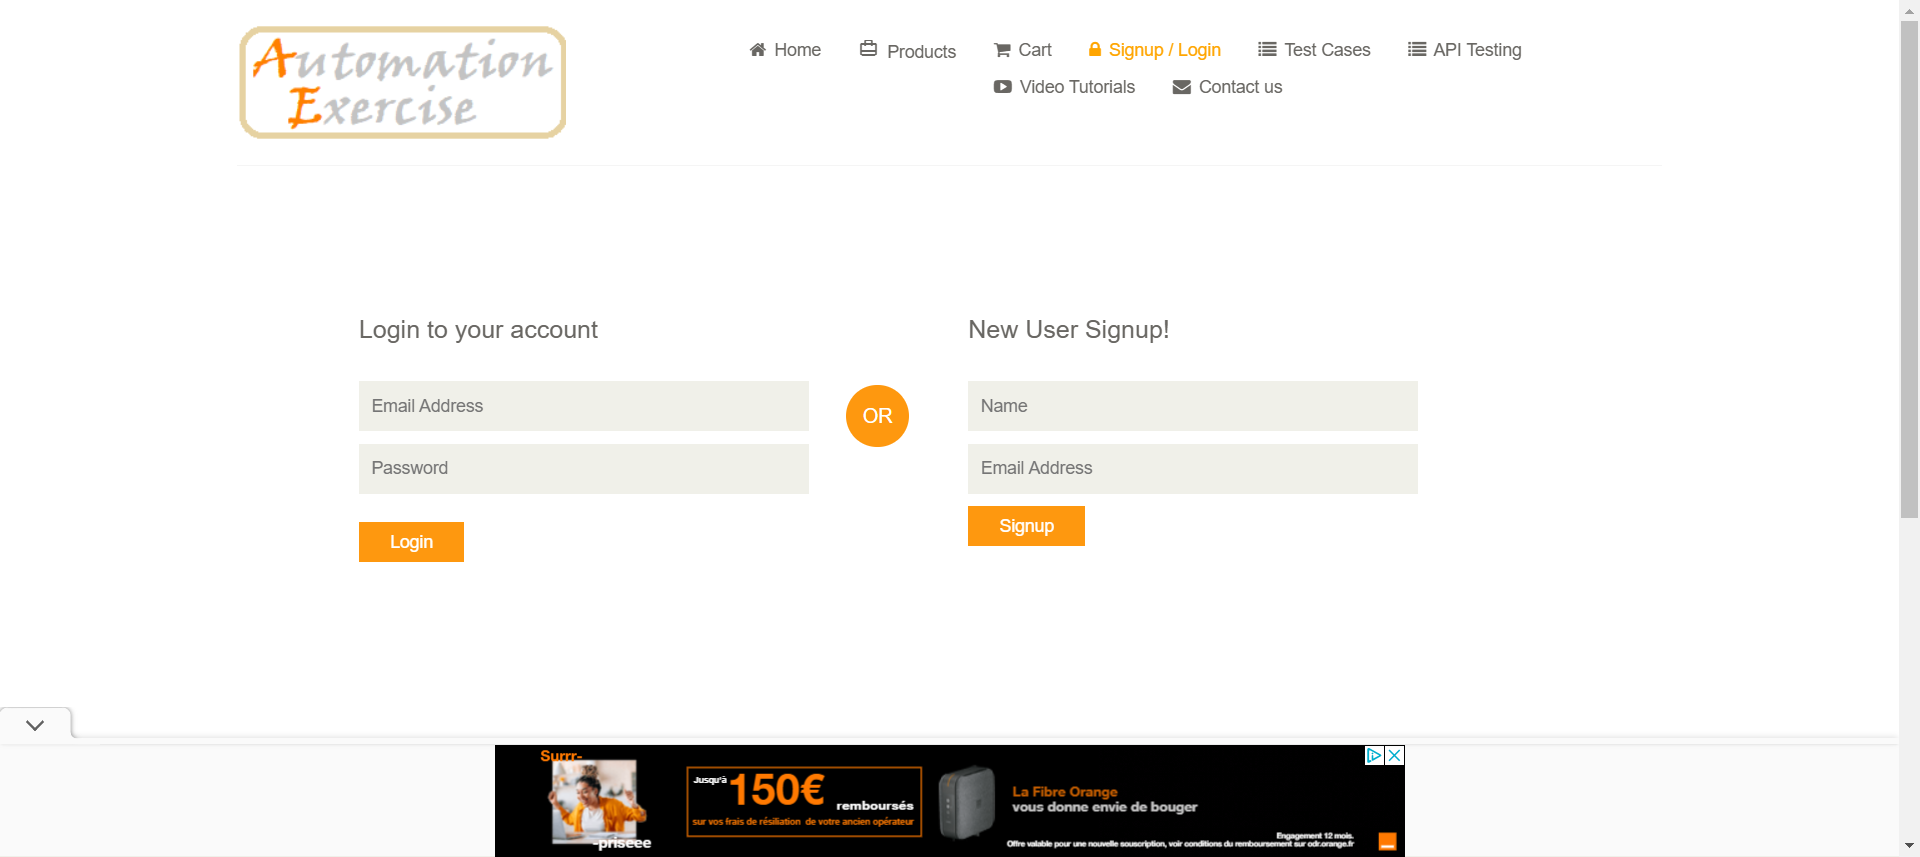 Automation
Exercise
Home
Products
Cart
Signup / Login
Test Cases
API Testing
Video Tutorials
Contact us
Login to your account
Email Address
Password
Login
OR
New User Signup!
Name
Email Address
Signup
Surrr-
-priseee
Jusqu'à 150€ remboursés
sur vos frais de résiliation de votre ancien opérateur
La Fibre Orange
vous donne envie de bouger
Engagement 12 mois.
Offre valable pour une nouvelle souscription, voir conditions du remboursement sur odr.orange.fr